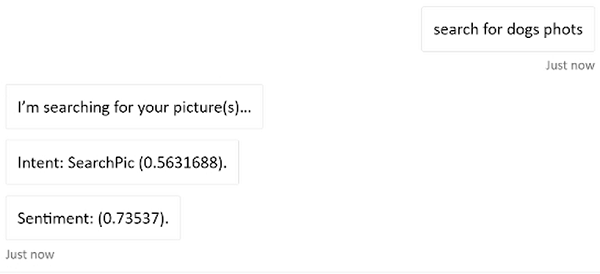 search for dogs phots
Just now
I'm searching for your picture(s)...
Intent: SearchPic (0.5631688).
Sentiment: (0.73537).
Just now